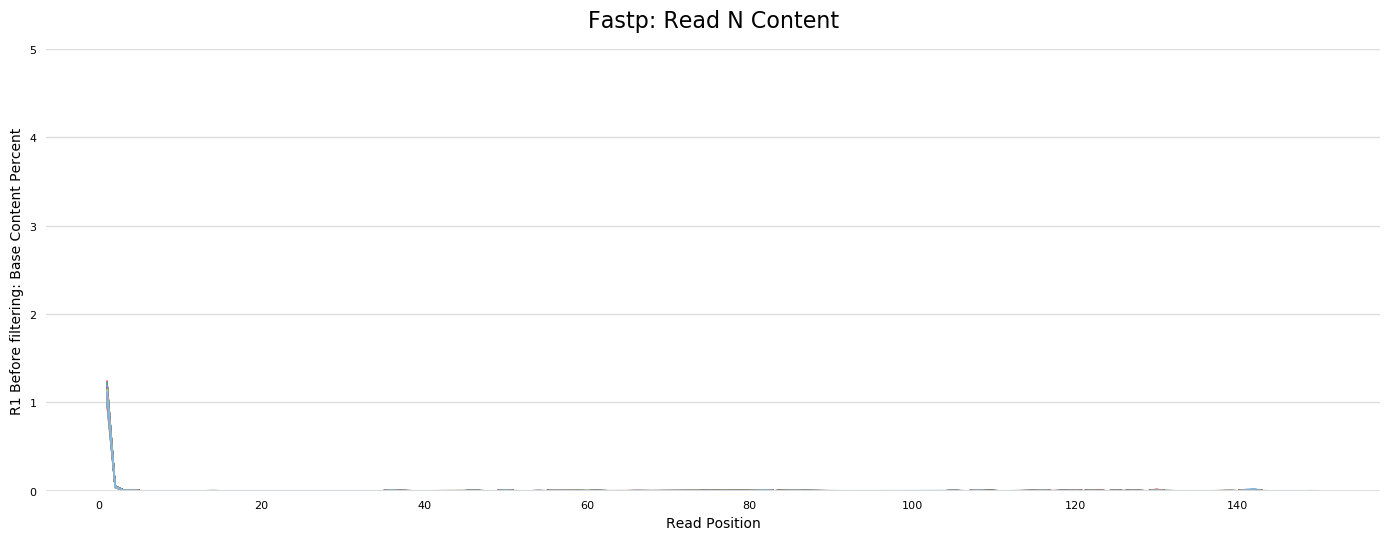 Fastp: Read N Content
R1 Before filtering: Base Content Percent
5
4
3
2
1
0
0 20 40 60 80 100 120 140
Read Position